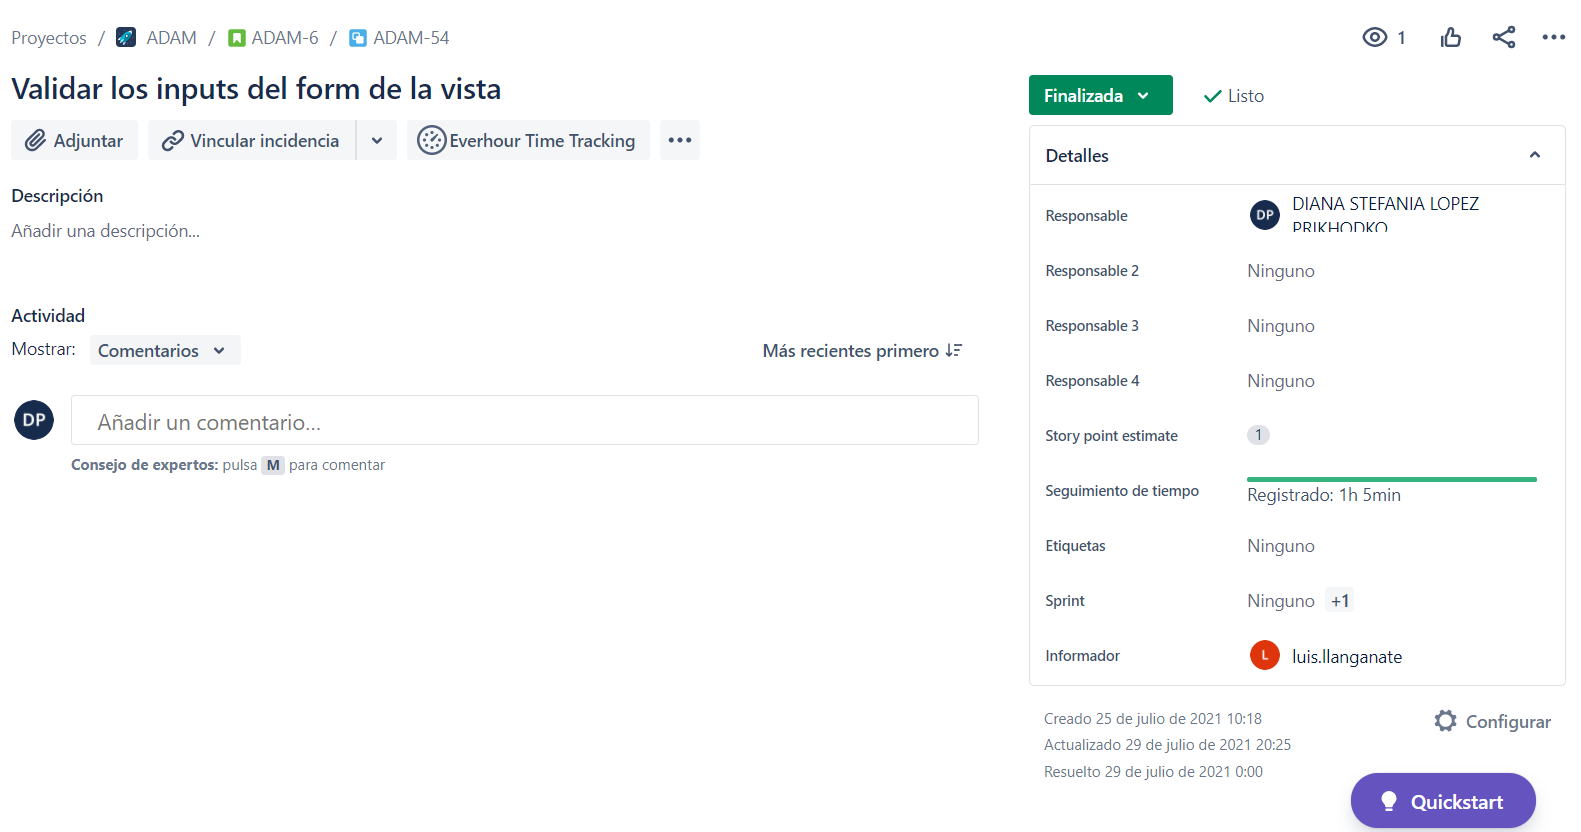 Proyectos / ADAM / ADAM-6 / ADAM-54
1
Validar los inputs del form de la vista
Adjuntar
Vincular incidencia
Everhour Time Tracking
Descripción
Añadir una descripción...
Actividad
Mostrar: Comentarios
Más recientes primero
DP
Añadir un comentario...
Consejo de expertos: pulsa M para comentar
Finalizada
Listo
Detalles
Responsable
DP
DIANA STEFANIA LOPEZ
PRIKHODKO
Responsable 2 Ninguno
Responsable 3 Ninguno
Responsable 4 Ninguno
Story point estimate 1
Seguimiento de tiempo
Registrado: 1h 5min
Etiquetas Ninguno
Sprint Ninguno +1
Informador L luis.llanganate
Creado 25 de julio de 2021 10:18
Configurar
Actualizado 29 de julio de 2021 20:25
Resuelto 29 de julio de 2021 0:00
Quickstart